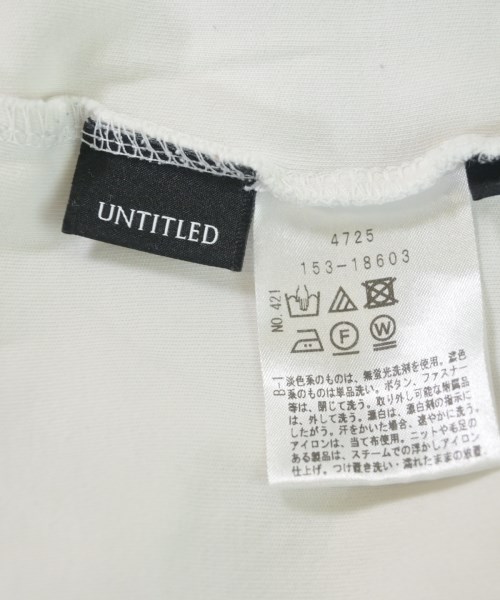 UNTITLED
4725
153-18603
NO.421
F
W
B-1
淡色系のものは、無蛍光洗剤を使用。濃色
系のものは単品洗い。ボタン、ファスナー
等は、閉じて洗う。取り外し可能な附属品
は、外して洗う。漂白は、漂白剤の指示に
したがう。汗をかいた場合、速やかに洗う。
アイロンは、当て布使用。ニットや毛足の
ある製品は、スチームでの浮かしアイロン
仕上げ。つけ置き洗い・濡れたままの放置、